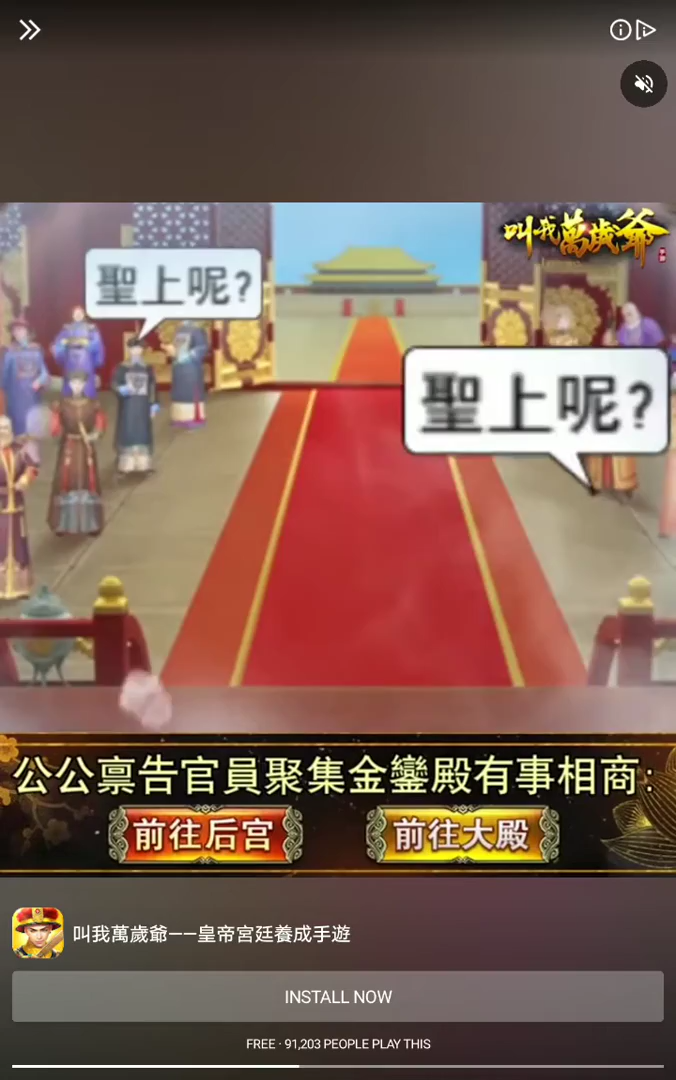 叫我萬歲爺
聖上呢?
聖上呢?
公公禀告官員聚集金鑾殿有事相商:
前往后宫
前往大殿
叫我萬歲爺——皇帝宮廷養成手遊
INSTALL NOW
FREE · 91,203 PEOPLE PLAY THIS